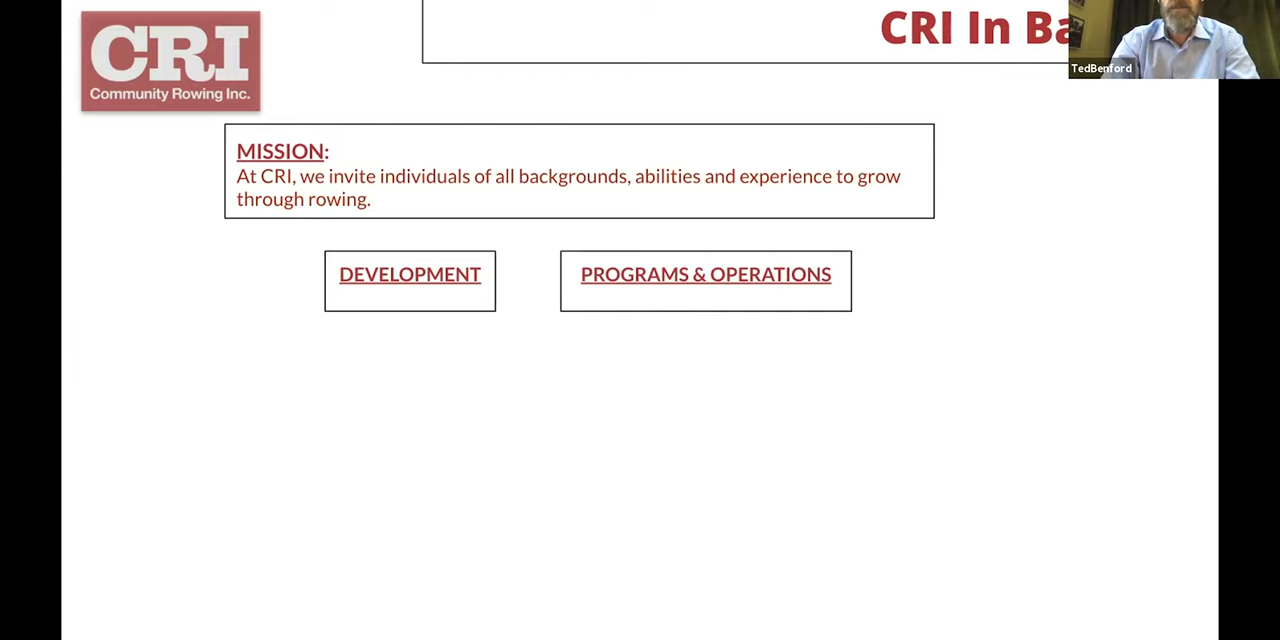 CRI
Community Rowing Inc.
CRI In
TedBenford
MISSION:
At CRI, we invite individuals of all backgrounds, abilities and experience to grow
through rowing.
DEVELOPMENT
PROGRAMS & OPERATIONS